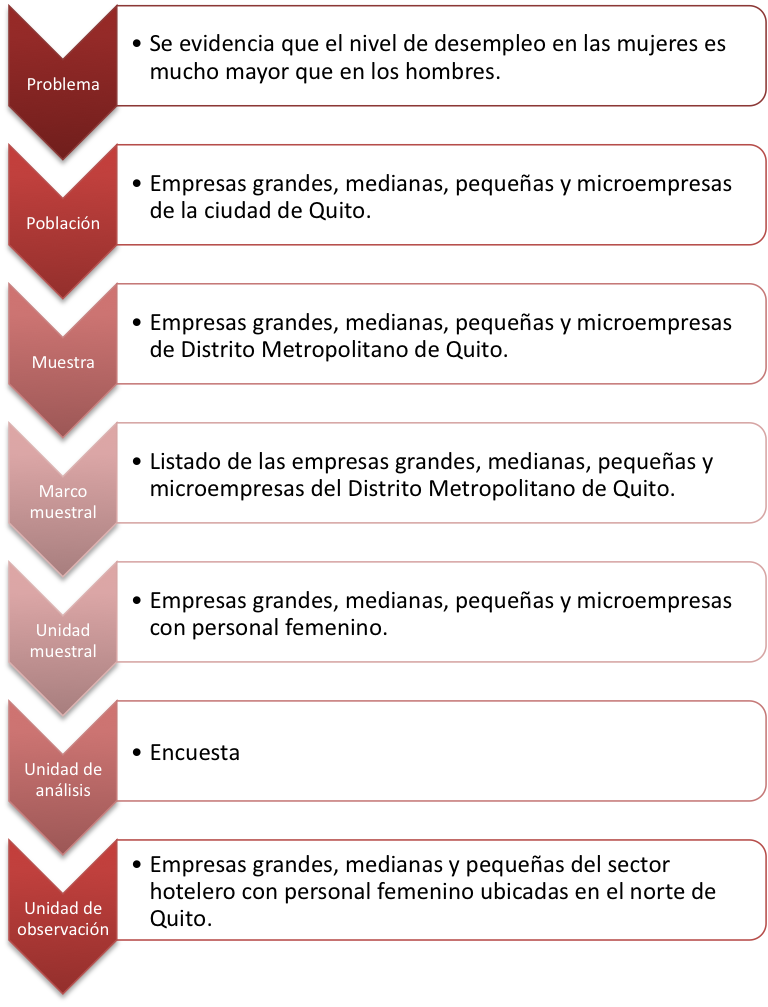 Problema
• Se evidencia que el nivel de desempleo en las mujeres es
mucho mayor que en los hombres.
Población
• Empresas grandes, medianas, pequeñas y microempresas
de la ciudad de Quito.
Muestra
• Empresas grandes, medianas, pequeñas y microempresas
de Distrito Metropolitano de Quito.
Marco
muestral
• Listado de las empresas grandes, medianas, pequeñas y
microempresas del Distrito Metropolitano de Quito.
Unidad
muestral
• Empresas grandes, medianas, pequeñas y microempresas
con personal femenino.
Unidad de
análisis
• Encuesta
Unidad de
observación
• Empresas grandes, medianas y pequeñas del sector
hotelero con personal femenino ubicadas en el norte de
Quito.